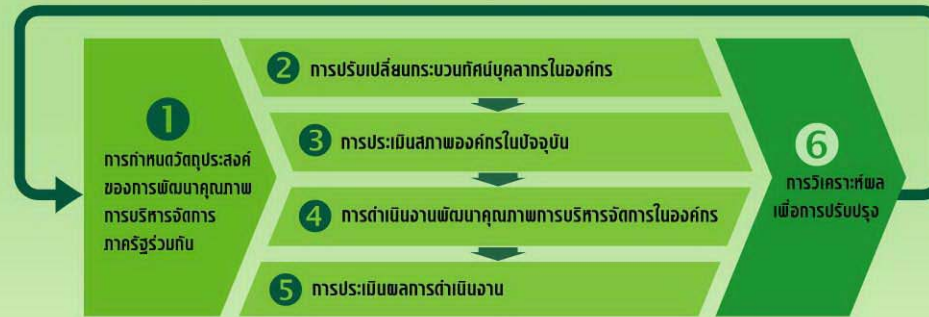 1
การกำหนดวัตถุประสงค์
ของการพัฒนาคุณภาพ
การบริหารจัดการ
ภาครัฐร่วมกัน
2 การปรับเปลี่ยนกระบวนทัศน์บุคลากรในองค์กร
3 การประเมินสภาพองค์กรในปัจจุบัน
4 การดำเนินงานพัฒนาคุณภาพการบริหารจัดการในองค์กร
5 การประเมินผลการดำเนินงาน
6
การวิเคราะห์ผล
เพื่อการปรับปรุง